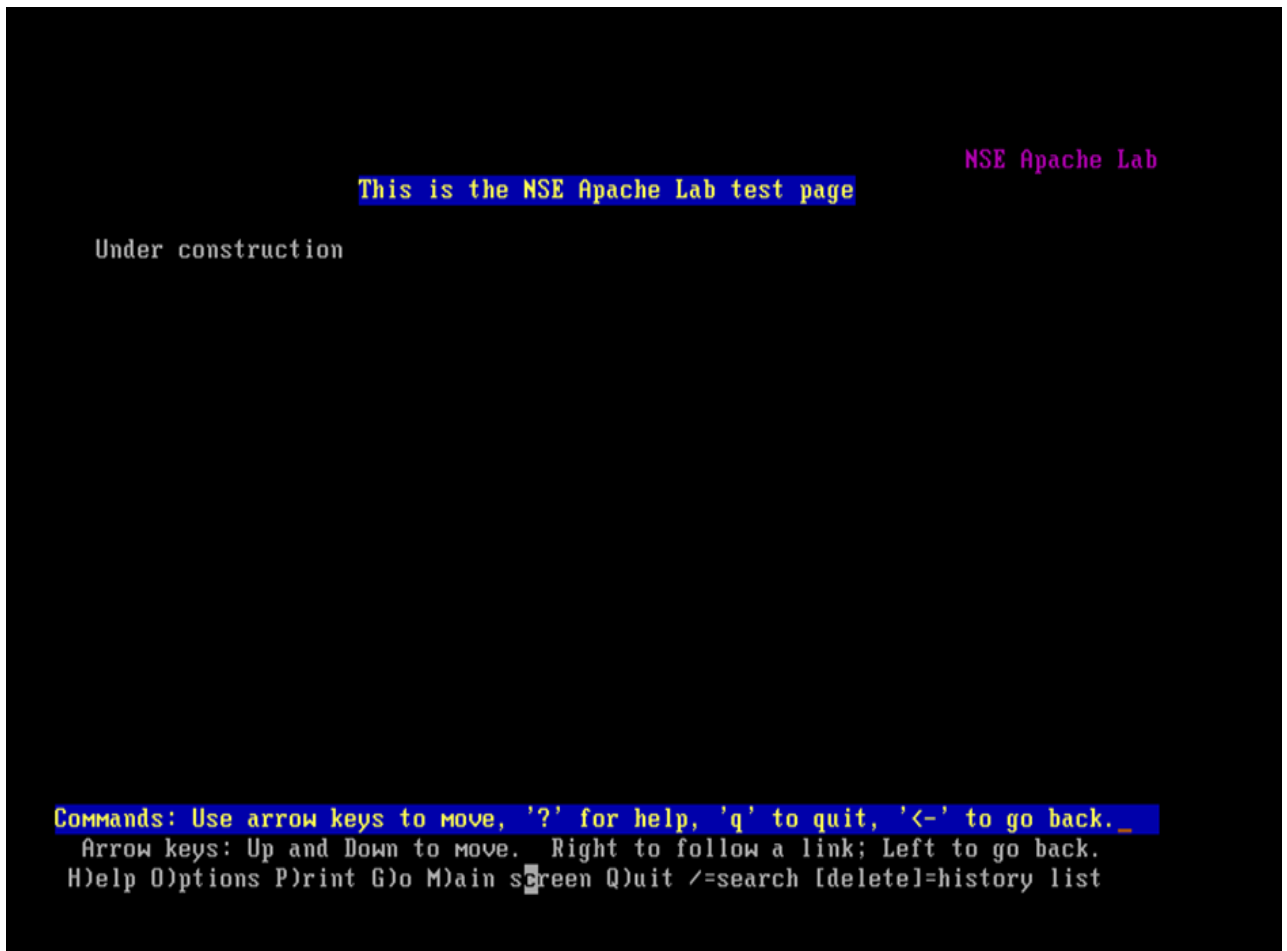 NSE Apache Lab
This is the NSE Apache Lab test page
Under construction
Commands: Use arrow keys to move, '?' for help, 'q' to quit, '<-' to go back.
Arrow keys: Up and Down to move.  Right to follow a link; Left to go back.
H)elp O)ptions P)rint G)o M)ain screen Q)uit /=search [delete]=history list